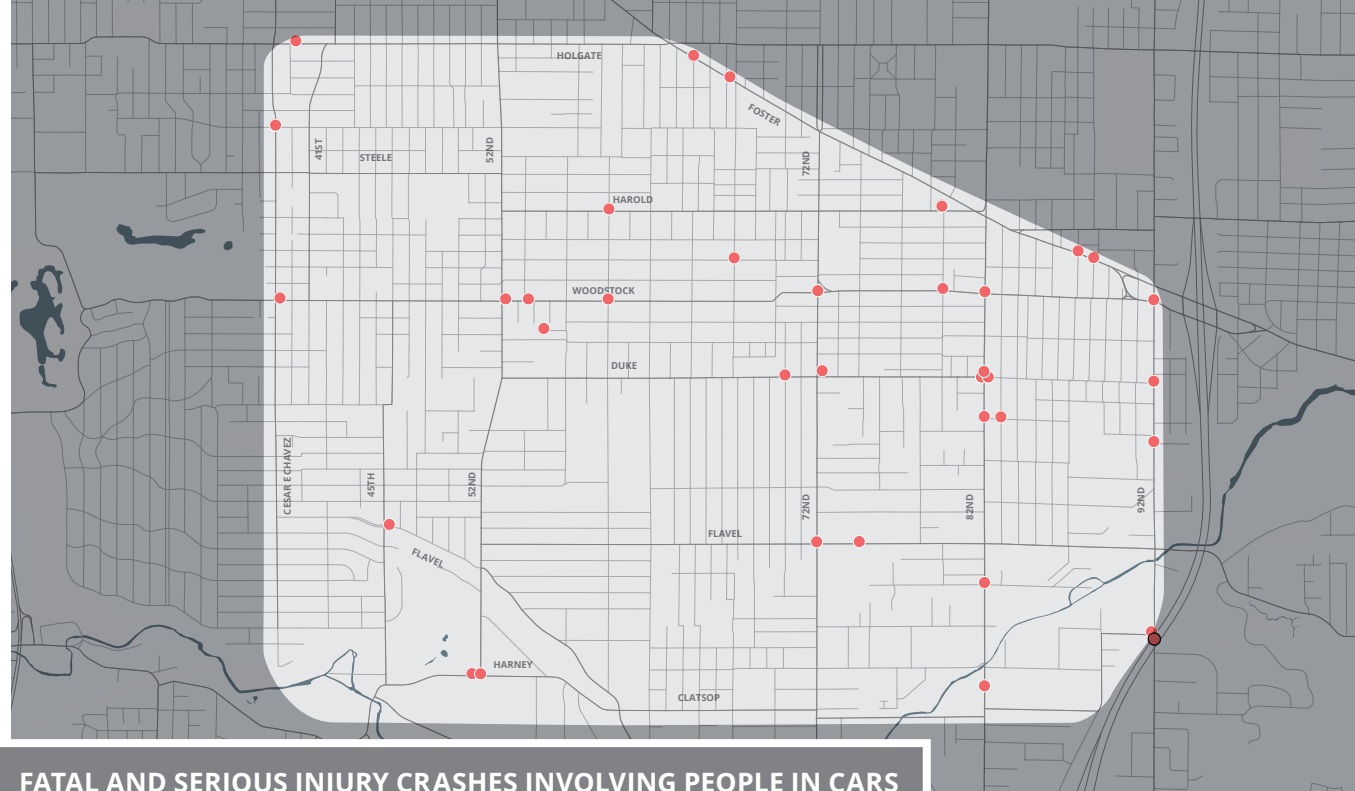 HOLGATE
FOSTER
41ST
52ND
72ND
STEELE
HAROLD
WOODSTOCK
DUKE
CESAR E CHAVEZ
45TH
52ND
72ND
82ND
92ND
FLAVEL
FLAVEL
HARNEY
CLATSOP
FATAL AND SERIOUS INJURY CRASHES INVOLVING PEOPLE IN CARS